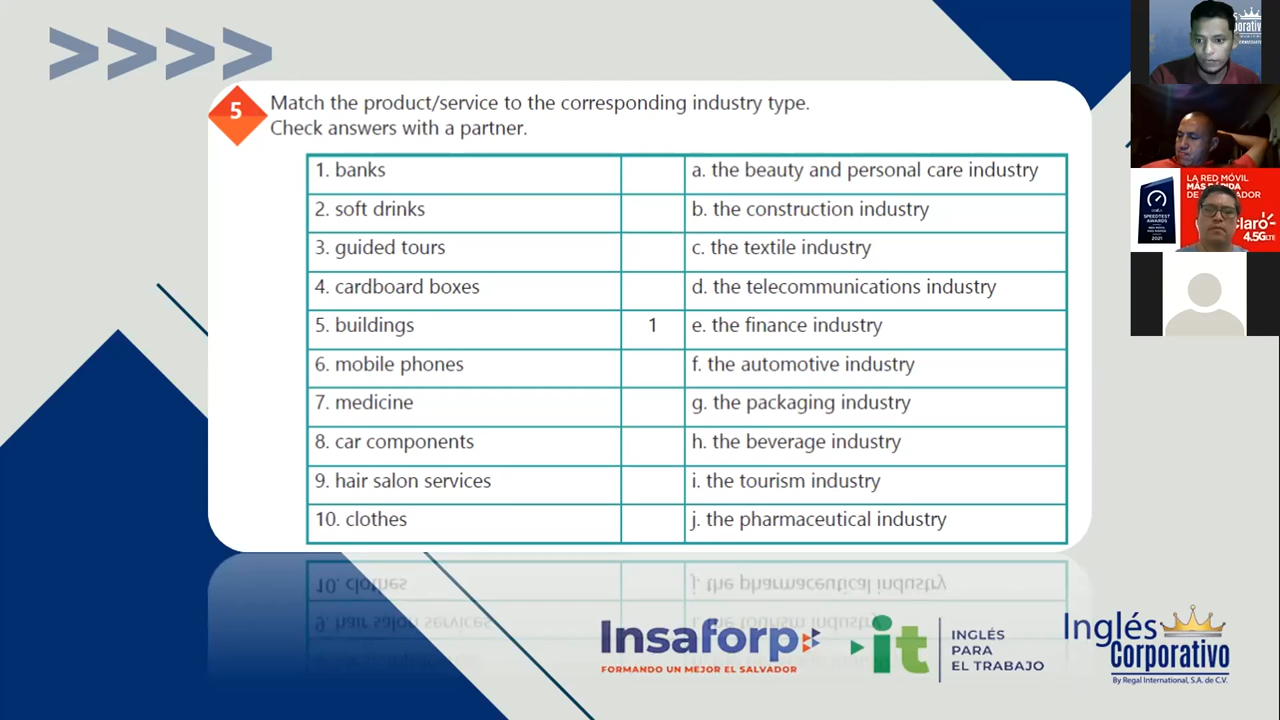 5
Match the product/service to the corresponding industry type.
Check answers with a partner.
1. banks a. the beauty and personal care industry
2. soft drinks b. the construction industry
3. guided tours c. the textile industry
4. cardboard boxes d. the telecommunications industry
5. buildings 1 e. the finance industry
6. mobile phones f. the automotive industry
7. medicine g. the packaging industry
8. car components h. the beverage industry
9. hair salon services i. the tourism industry
10. clothes j. the pharmaceutical industry
Insaforp
FORMANDO UN MEJOR EL SALVADOR
it
INGLÉS
PARA
EL TRABAJO
Inglés
Corporativo
By Regal International, S.A. de C.V.
LA RED MÓVIL
MÁS RÁPIDA
SPEEDTEST
AWARDS
2021
4.5G LTE